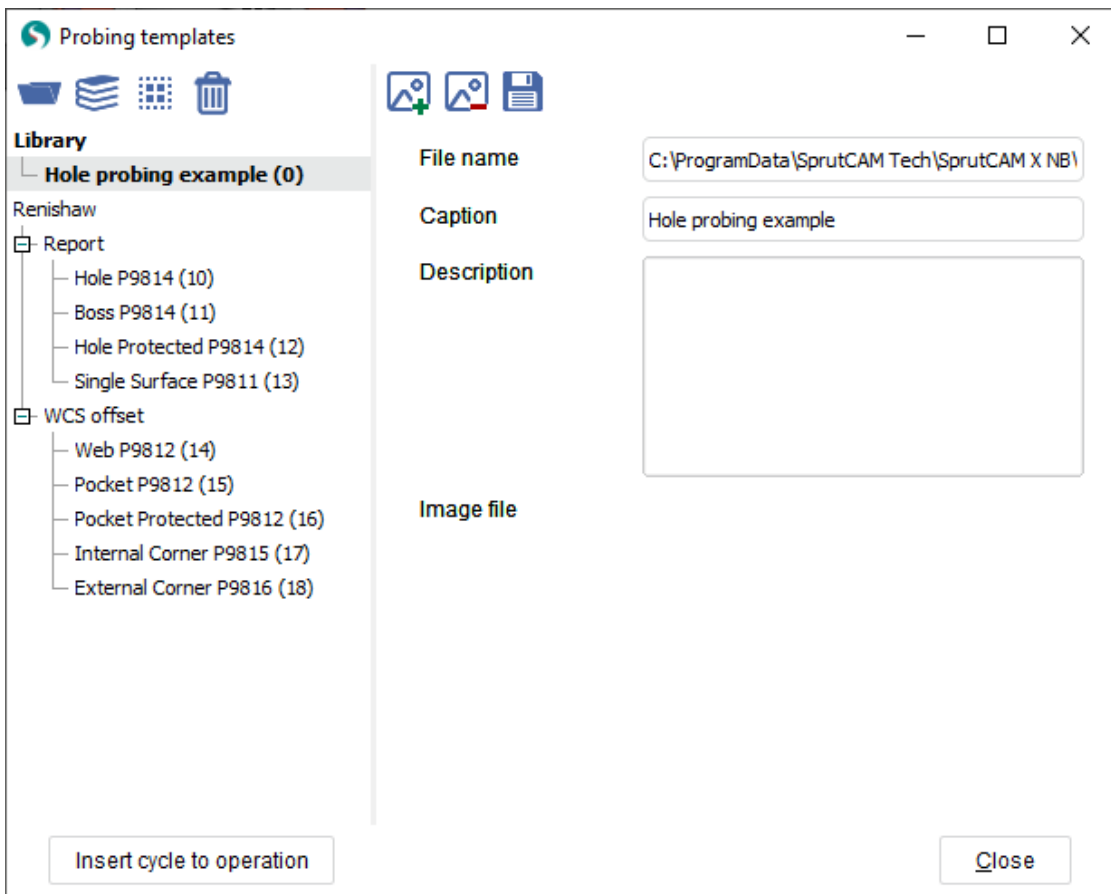 Probing templates
Library
Hole probing example (0)
Renishaw
Report
Hole P9814 (10)
Boss P9814 (11)
Hole Protected P9814 (12)
Single Surface P9811 (13)
WCS offset
Web P9812 (14)
Pocket P9812 (15)
Pocket Protected P9812 (16)
Internal Corner P9815 (17)
External Corner P9816 (18)
File name
C:\ProgramData\SprutCAM Tech\SprutCAM X NB\
Caption
Hole probing example
Description
Image file
Insert cycle to operation
Close